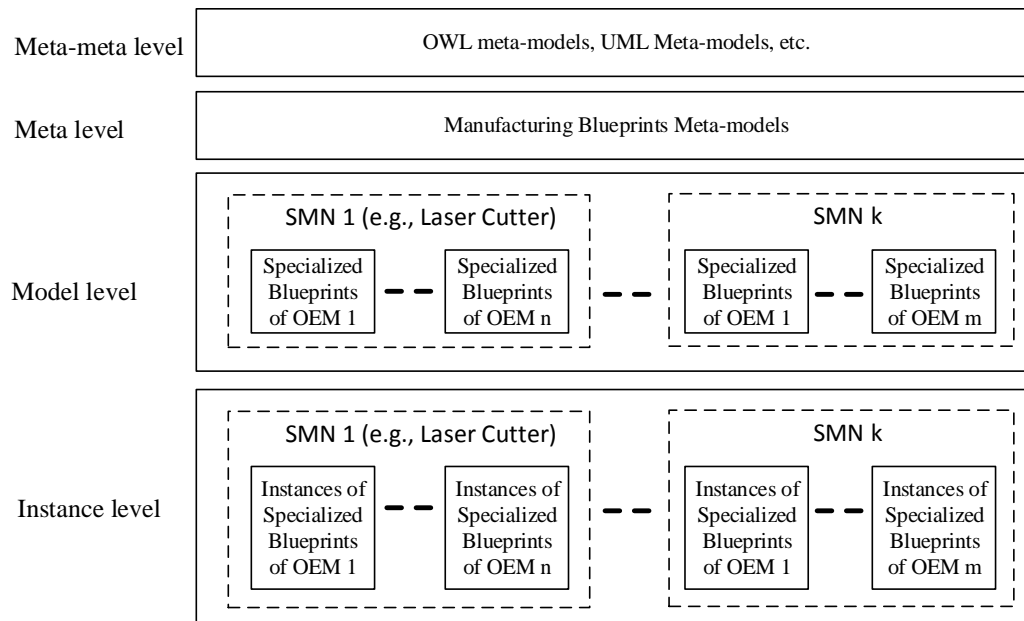 Meta-meta level
OWL meta-models, UML Meta-models, etc.
Meta level
Manufacturing Blueprints Meta-models
Model level
SMN 1 (e.g., Laser Cutter)
Specialized
Blueprints
of OEM 1
Specialized
Blueprints
of OEM n
SMN k
Specialized
Blueprints
of OEM 1
Specialized
Blueprints
of OEM m
Instance level
SMN 1 (e.g., Laser Cutter)
Instances of
Specialized
Blueprints
of OEM 1
Instances of
Specialized
Blueprints
of OEM n
SMN k
Instances of
Specialized
Blueprints
of OEM 1
Instances of
Specialized
Blueprints
of OEM m